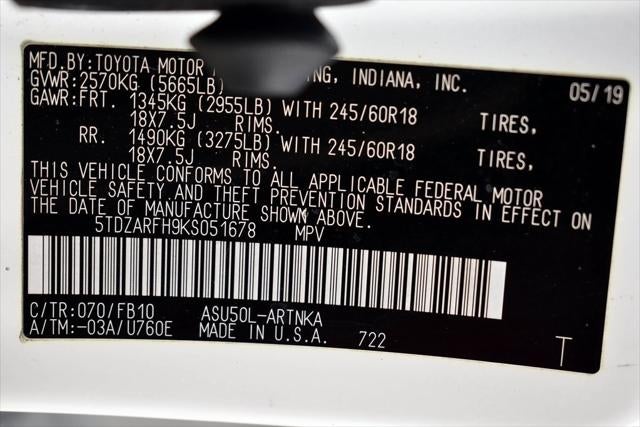 MFD.BY:TOYOTA MOTOR ING, INDIANA, INC. 05/19
GVWR:2570KG (5665LB)
GAWR:FRT. 1345KG (2955LB) WITH 245/60R18 TIRES,
18X7.5J RIMS.
RR. 1490KG (3275LB) WITH 245/60R18 TIRES,
18X7.5J RIMS.
THIS VEHICLE CONFORMS TO ALL APPLICABLE FEDERAL MOTOR
VEHICLE SAFETY AND THEFT PREVENTION STANDARDS IN EFFECT ON
THE DATE OF MANUFACTURE SHOWN ABOVE.
5TDZARFH9KS051678 MPV
C/TR:070/FB10 ASU50L-ARTNKA
A/TM:-03A/U760E MADE IN U.S.A. 722 T